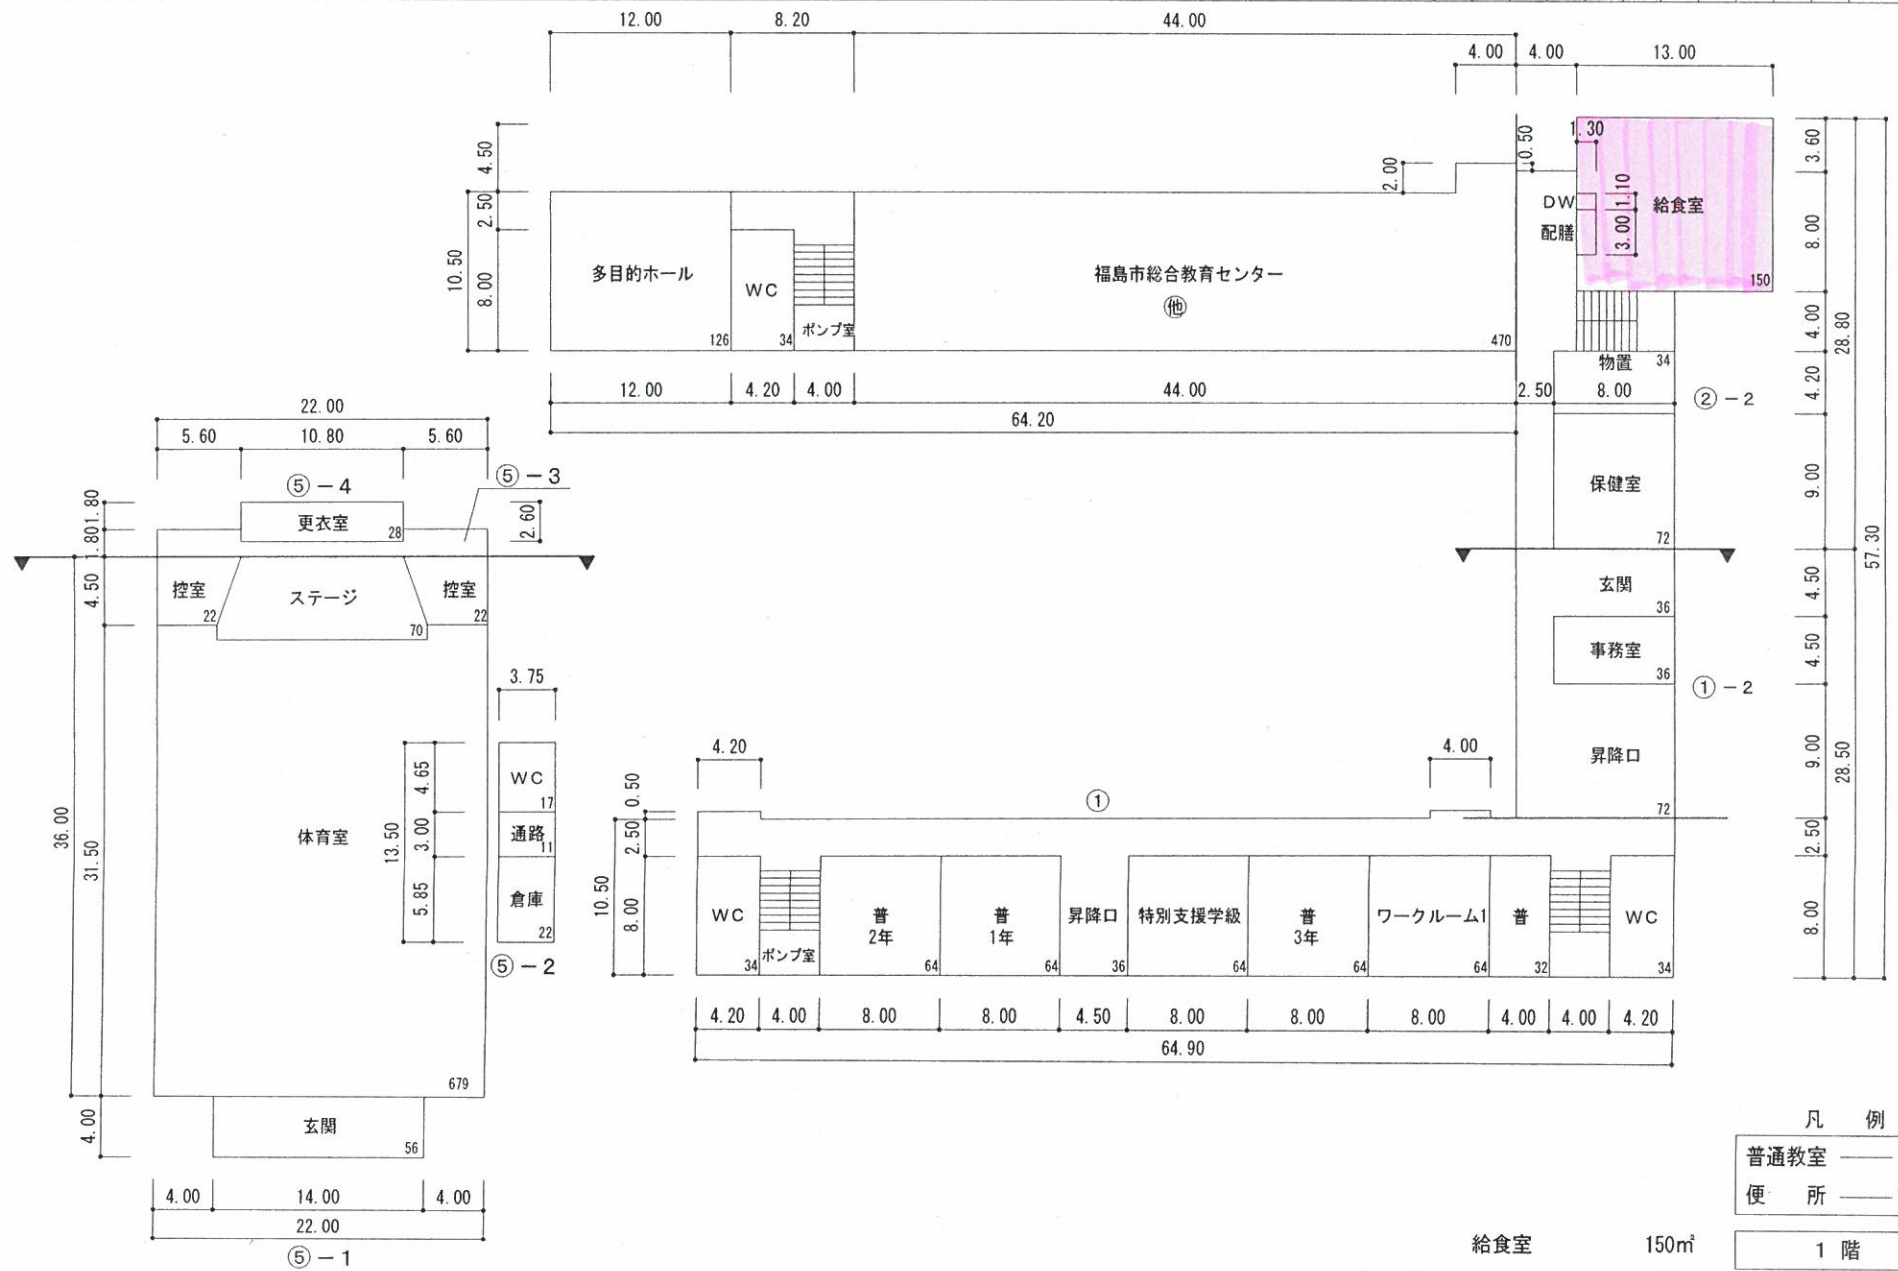 12.00 8.20 44.00
4.00 4.00 13.00
4.50
2.50
10.50
8.00
2.00
0.50
1.30
DW
1.10
給食室
配膳
3.00
150
3.60
8.00
4.00
28.80
4.20
9.00
57.30
4.50
4.50
9.00
28.50
2.50
8.00
多目的ホール
126
WC
34
ポンプ室
福島市総合教育センター
他
470
物置 34
12.00 4.20 4.00 44.00 2.50 8.00
64.20
②-2
保健室
72
玄関
36
事務室
36
①-2
昇降口
72
22.00
5.60 10.80 5.60
⑤-4
⑤-3
1.80
1.80
更衣室
28
2.60
4.50
控室
22
ステージ
70
控室
22
36.00
31.50
体育室
679
3.75
13.50
4.65
3.00
5.85
WC
17
通路
11
倉庫
22
⑤-2
4.00
玄関
56
4.00 14.00 4.00
22.00
⑤-1
4.20
①
4.00
0.50
2.50
10.50
8.00
WC
34
ポンプ室
普
2年
64
普
1年
64
昇降口
36
特別支援学級
64
普
3年
64
ワークルーム1
64
普
32
WC
34
4.20 4.00 8.00 8.00 4.50 8.00 8.00 8.00 4.00 4.00 4.20
64.90
凡 例
普通教室
便 所
給食室 150㎡
1 階